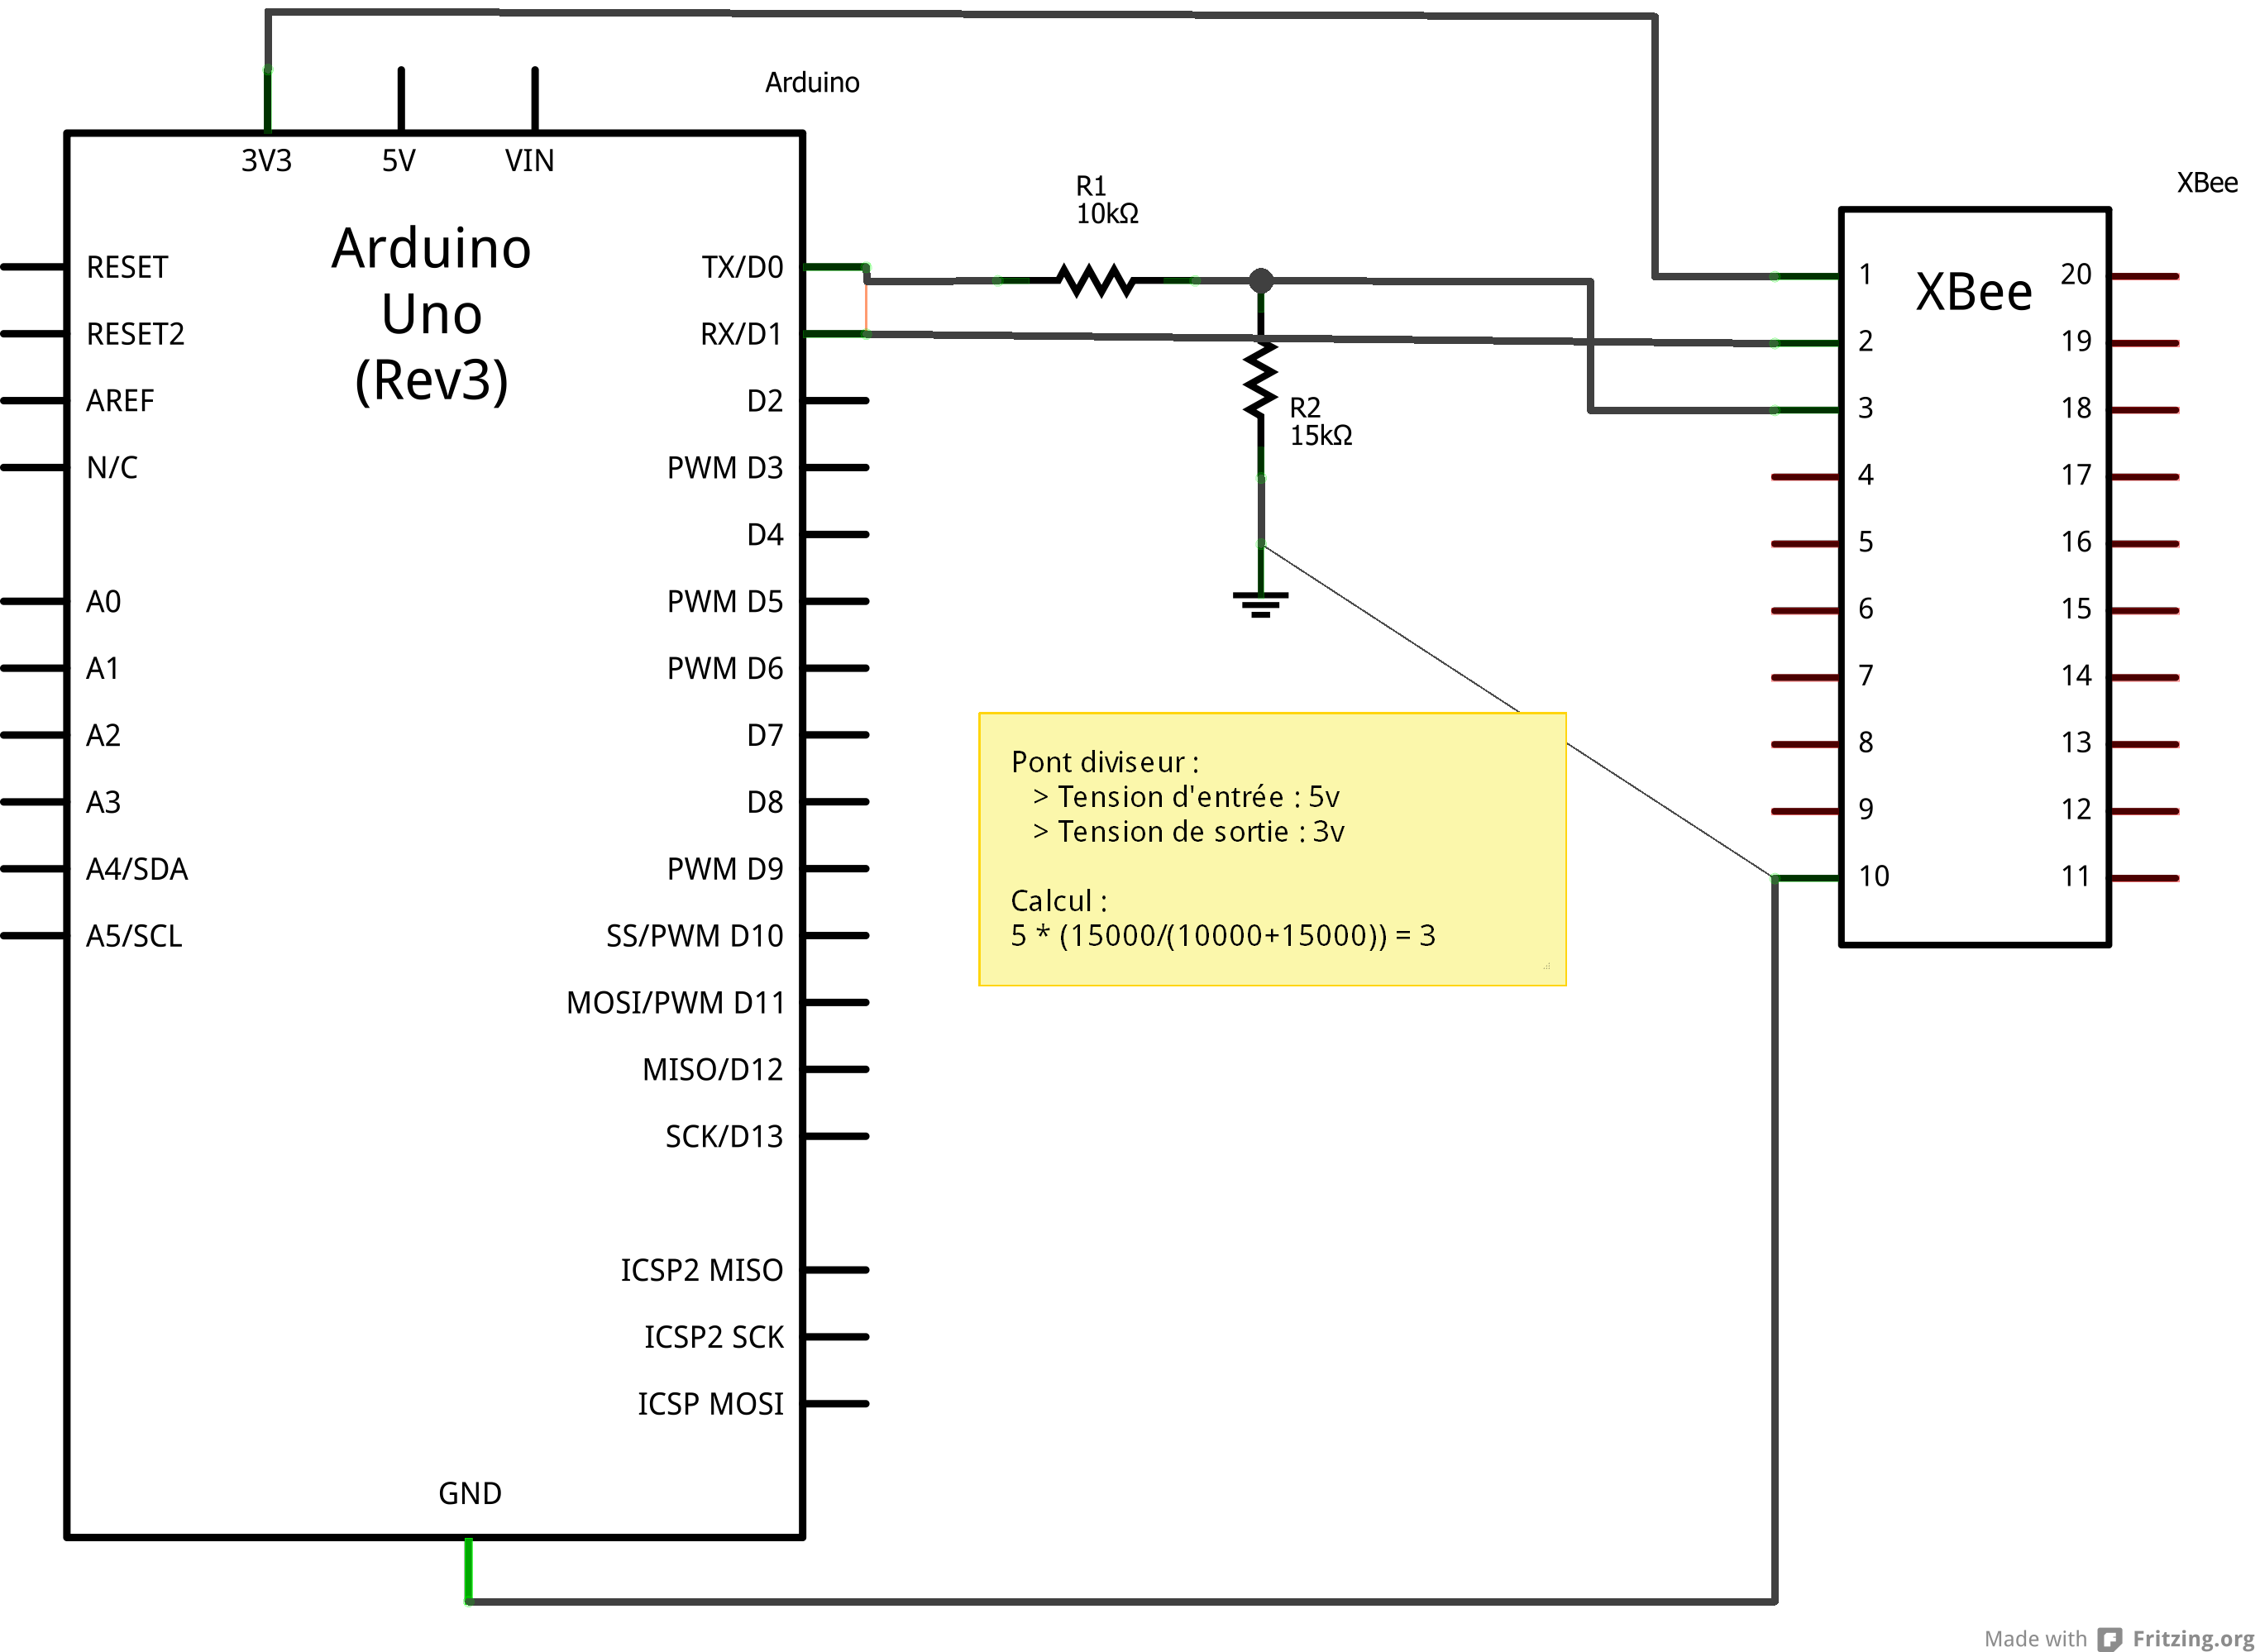 Arduino
3V3 5V VIN
Arduino
Uno
(Rev3)
RESET
RESET2
AREF
N/C
A0
A1
A2
A3
A4/SDA
A5/SCL
TX/D0
RX/D1
D2
PWM D3
D4
PWM D5
PWM D6
D7
D8
PWM D9
SS/PWM D10
MOSI/PWM D11
MISO/D12
SCK/D13
ICSP2 MISO
ICSP2 SCK
ICSP MOSI
GND
R1
10kΩ
R2
15kΩ
Pont diviseur :
> Tension d'entrée : 5v
> Tension de sortie : 3v
Calcul :
5 * (15000/(10000+15000)) = 3
XBee
XBee
1 20
2 19
3 18
4 17
5 16
6 15
7 14
8 13
9 12
10 11
Made with Fritzing.org